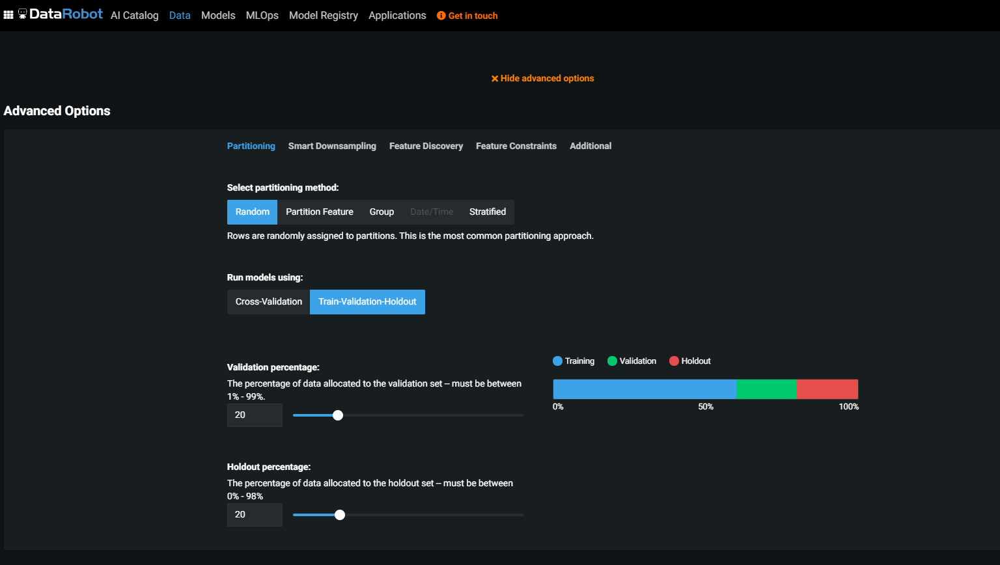 DataRobot AI Catalog Data Models MLOps Model Registry Applications Get in touch
Hide advanced options
Advanced Options
Partitioning Smart Downsampling Feature Discovery Feature Constraints Additional
Select partitioning method:
Random Partition Feature Group Date/Time Stratified
Rows are randomly assigned to partitions. This is the most common partitioning approach.
Run models using:
Cross-Validation Train-Validation-Holdout
Validation percentage:
The percentage of data allocated to the validation set – must be between
1% - 99%.
20
Training Validation Holdout
0% 50% 100%
Holdout percentage:
The percentage of data allocated to the holdout set – must be between
0% - 98%
20